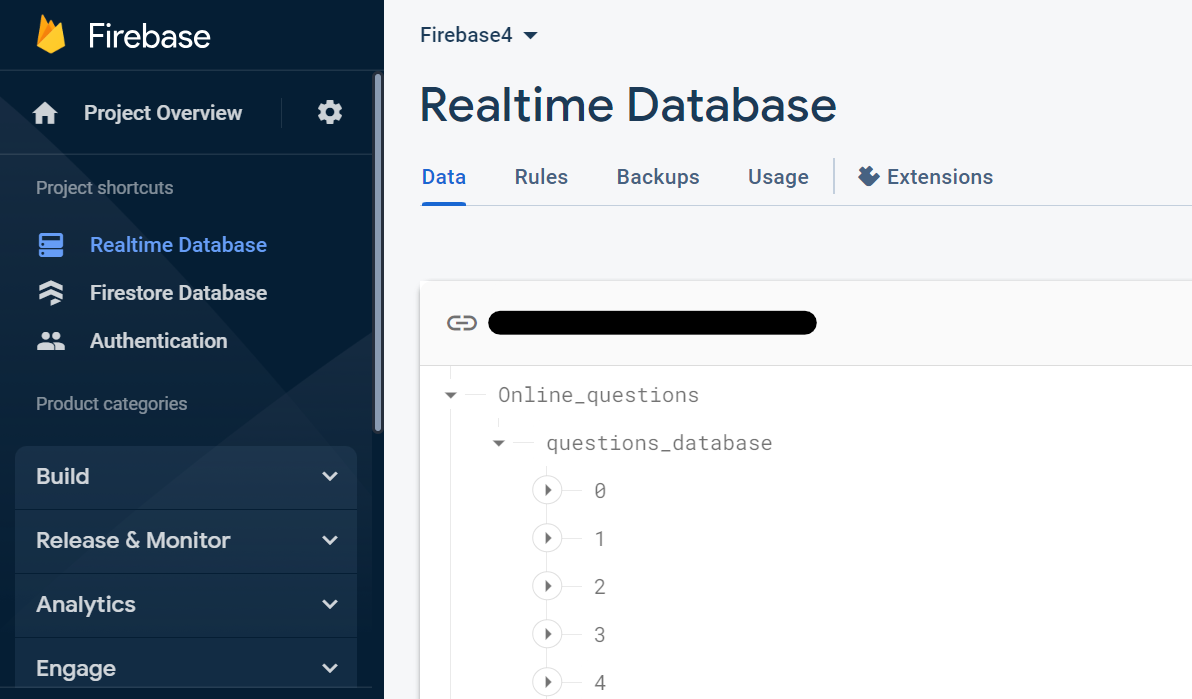 Firebase
Project Overview
Project shortcuts
Realtime Database
Firestore Database
Authentication
Product categories
Build
Release & Monitor
Analytics
Engage
Firebase4
Realtime Database
Data Rules Backups Usage Extensions
Online_questions
questions_database
0
1
2
3
4